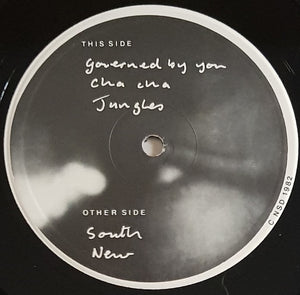 THIS SIDE
governed by you
cha cha
Jungles
OTHER SIDE
South
New
C NSD 1982